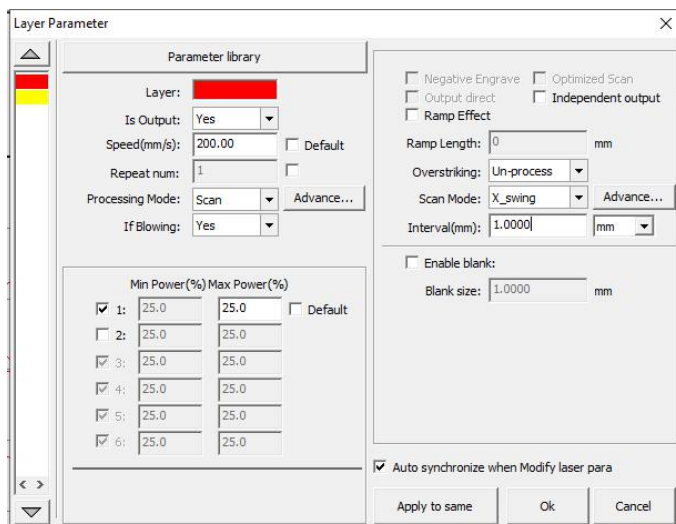 Layer Parameter
Parameter library
Layer:
Is Output: Yes
Speed(mm/s): 200.00 Default
Repeat num: 1
Processing Mode: Scan Advance...
If Blowing: Yes
Min Power(%) Max Power(%)
1: 25.0 25.0 Default
2: 25.0 25.0
3: 25.0 25.0
4: 25.0 25.0
5: 25.0 25.0
6: 25.0 25.0
Negative Engrave Optimized Scan
Output direct Independent output
Ramp Effect
Ramp Length: 0 mm
Overstriking: Un-process
Scan Mode: X_swing Advance...
Interval(mm): 1.0000 mm
Enable blank:
Blank size: 1.0000 mm
Auto synchronize when Modify laser para
Apply to same Ok Cancel